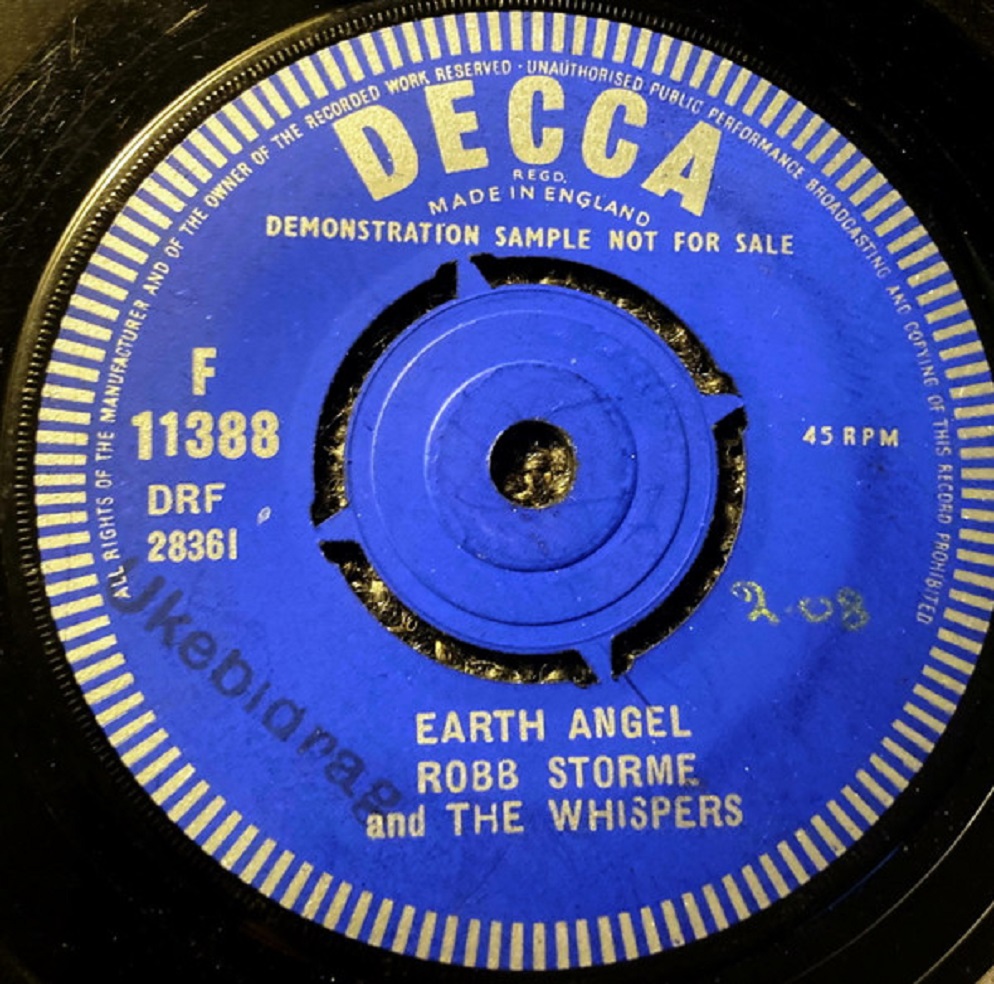 ALL RIGHTS OF THE MANUFACTURER AND OF THE OWNER OF THE RECORDED WORK RESERVED · UNAUTHORISED PUBLIC PERFORMANCE BROADCASTING AND COPYING OF THIS RECORD PROHIBITED
DECCA
REGD.
MADE IN ENGLAND
DEMONSTRATION SAMPLE NOT FOR SALE
F
11388
DRF
28361
45 RPM
2.08
Ukebidrag
EARTH ANGEL
ROBB STORME
and THE WHISPERS